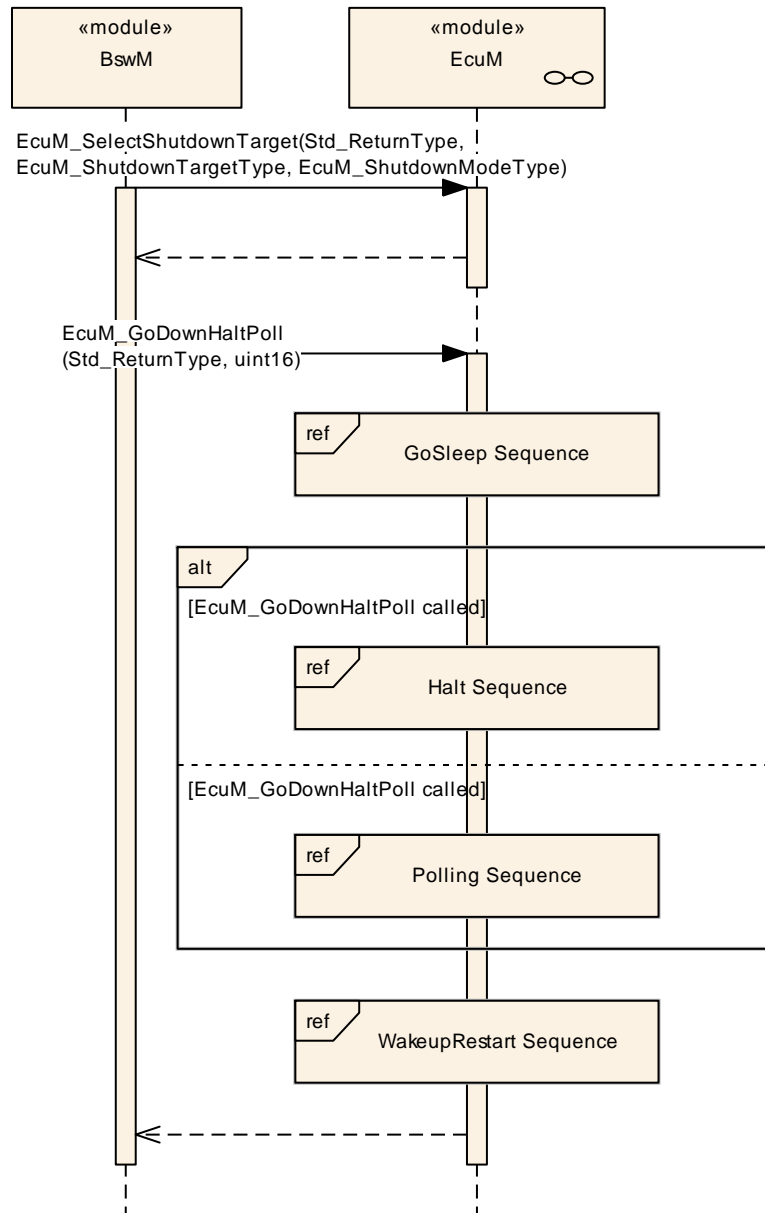 «module»
BswM
«module»
EcuM
EcuM_SelectShutdownTarget(Std_ReturnType,
EcuM_ShutdownTargetType, EcuM_ShutdownModeType)
EcuM_GoDownHaltPoll
(Std_ReturnType, uint16)
ref
GoSleep Sequence
alt
[EcuM_GoDownHaltPoll called]
ref
Halt Sequence
[EcuM_GoDownHaltPoll called]
ref
Polling Sequence
ref
WakeupRestart Sequence